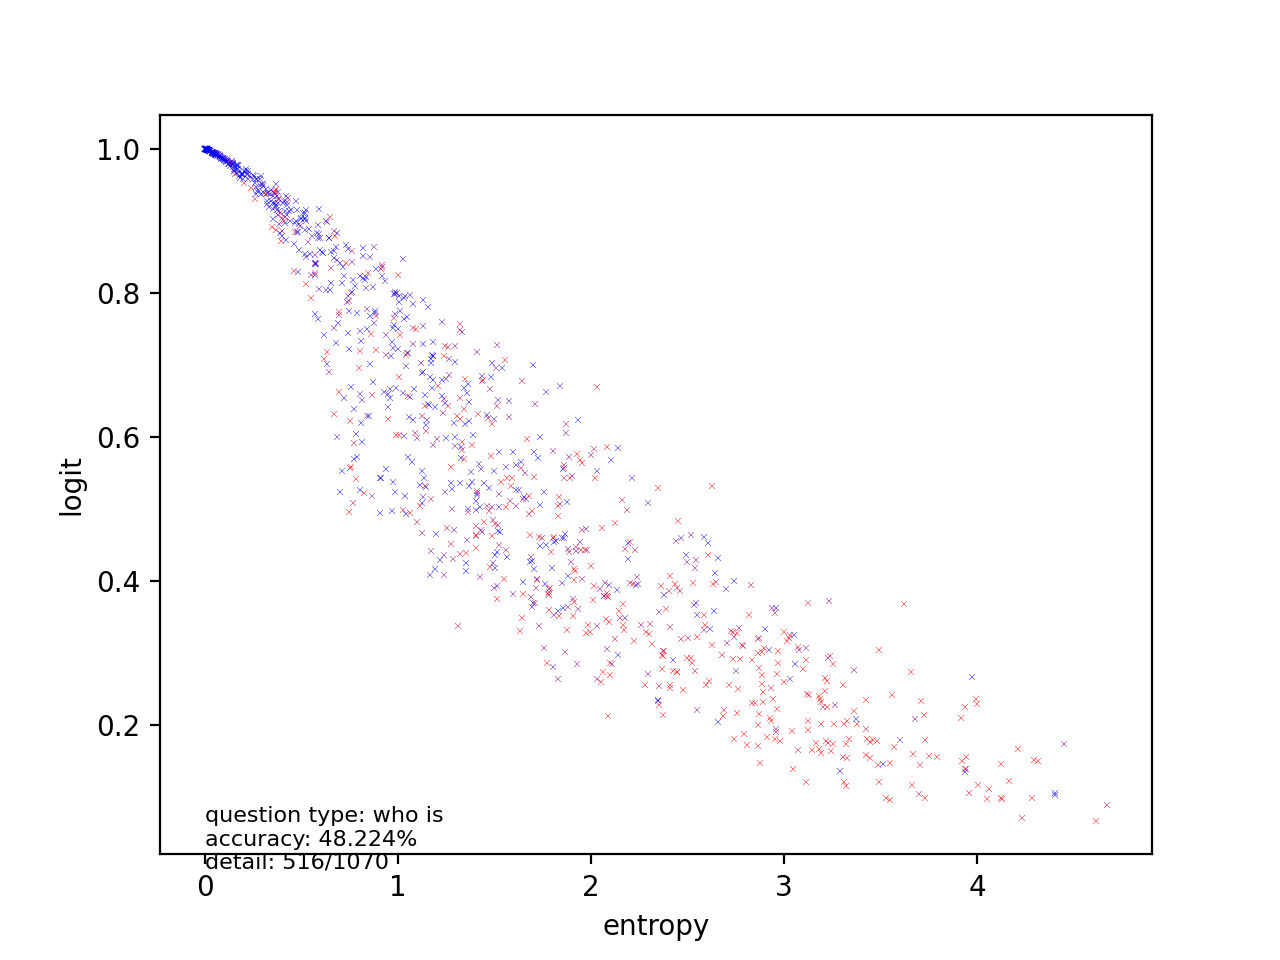 1.0
0.8
0.6
0.4
0.2
logit
question type: who is
accuracy: 48.224%
detail: 516/1070
0 1 2 3 4
entropy